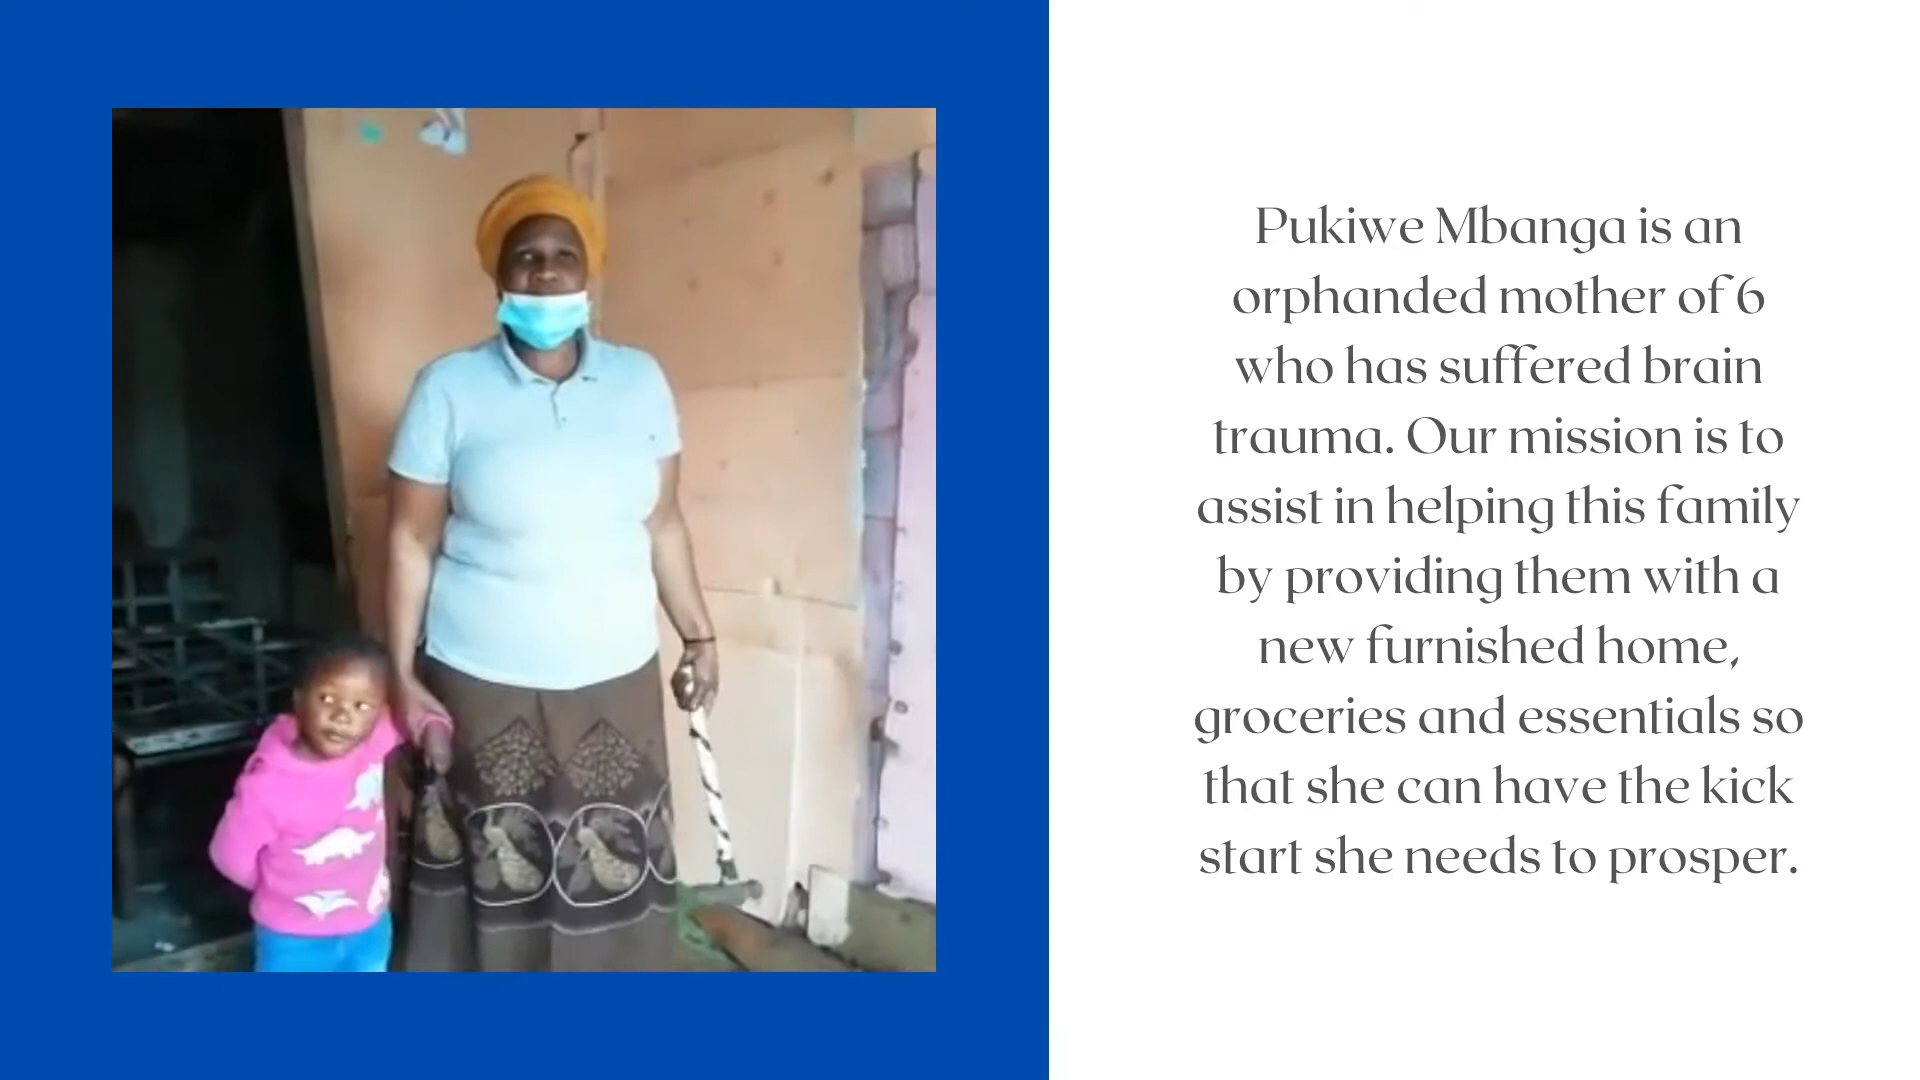 Pukiwe Mbanga is an
orphanded mother of 6
who has suffered brain
trauma. Our mission is to
assist in helping this family
by providing them with a
new furnished home,
groceries and essentials so
that she can have the kick
start she needs to prosper.